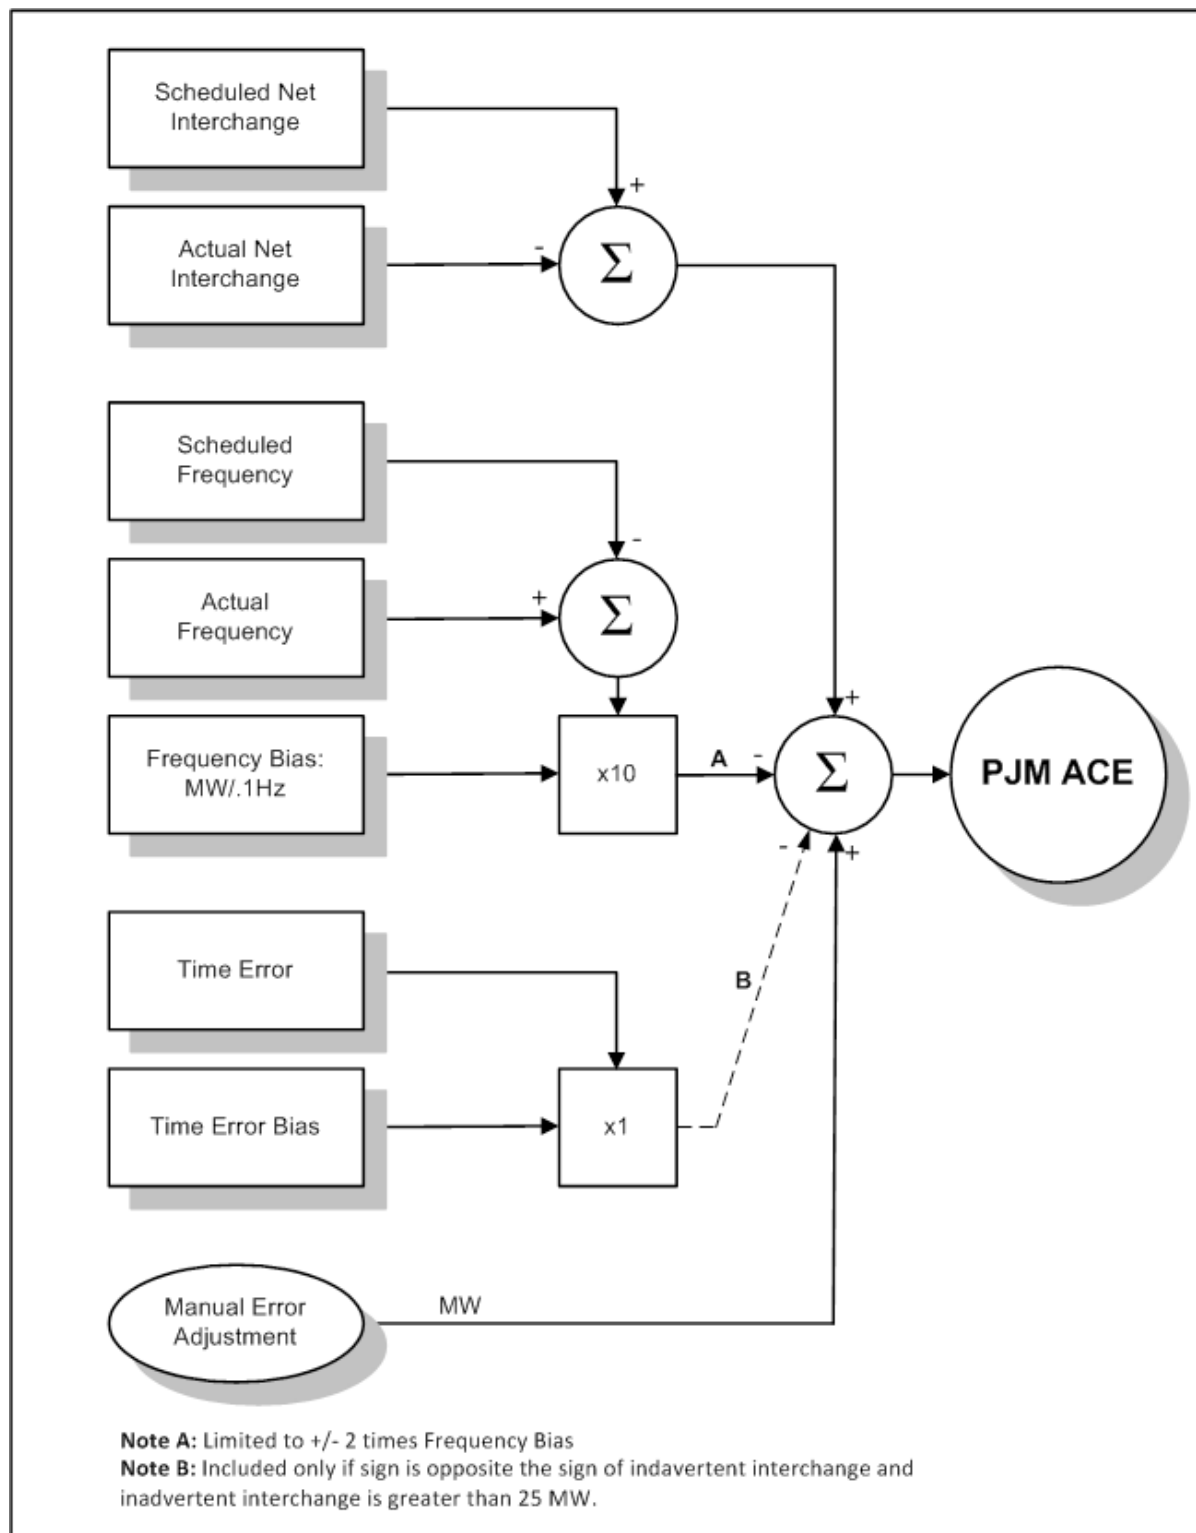 Scheduled Net
Interchange
+
Actual Net
Interchange
-
Σ
Scheduled
Frequency
-
Actual
Frequency
+
Σ
Frequency Bias:
MW/.1Hz
x10
A
-
+
Σ
PJM ACE
-
+
Time Error
B
Time Error Bias
x1
Manual Error
Adjustment
MW
Note A: Limited to +/- 2 times Frequency Bias
Note B: Included only if sign is opposite the sign of indavertent interchange and
inadvertent interchange is greater than 25 MW.